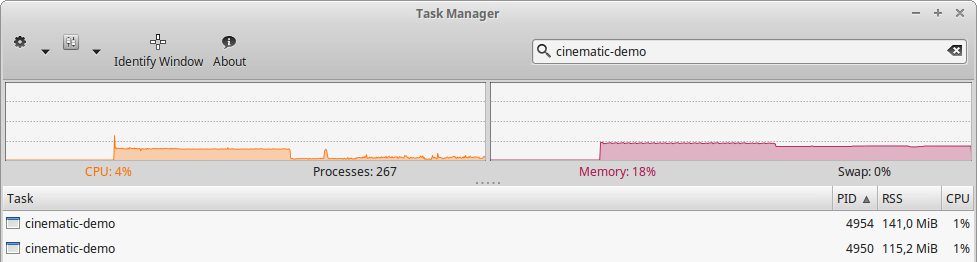 Task Manager
cinematic-demo
Identify Window About
CPU: 4% Processes: 267 Memory: 18% Swap: 0%
Task PID RSS CPU
cinematic-demo 4954 141,0 MiB 1%
cinematic-demo 4950 115,2 MiB 1%